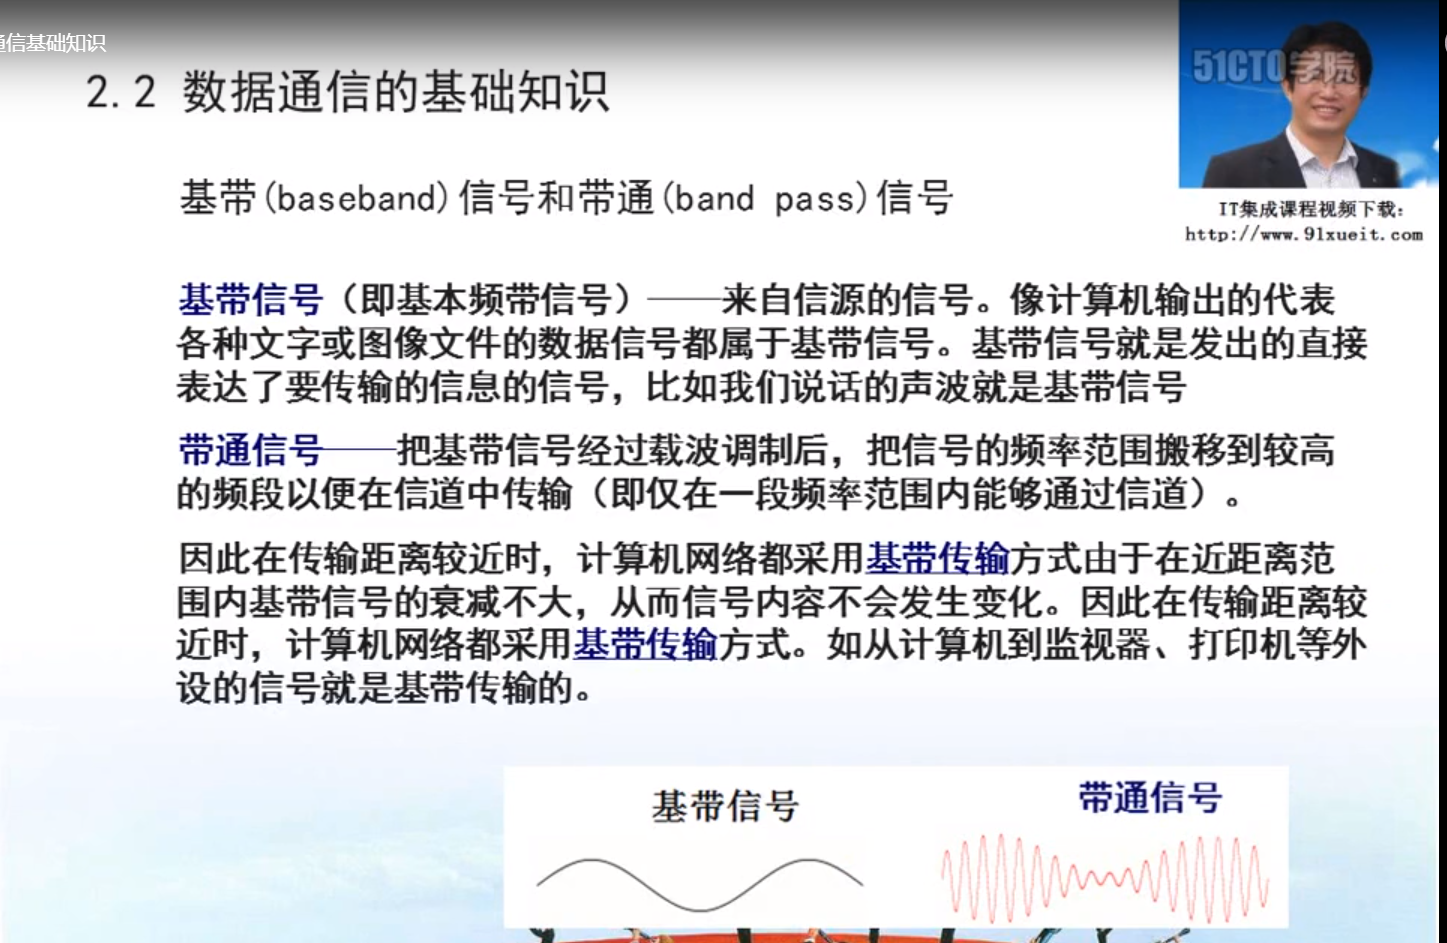 通信基础知识
51CTO学院
2.2 数据通信的基础知识
基带(baseband)信号和带通(band pass)信号
IT集成课程视频下载:
http://www.91xueit.com
基带信号（即基本频带信号）——来自信源的信号。像计算机输出的代表
各种文字或图像文件的数据信号都属于基带信号。基带信号就是发出的直接
表达了要传输的信息的信号，比如我们说话的声波就是基带信号
带通信号——把基带信号经过载波调制后，把信号的频率范围搬移到较高
的频段以便在信道中传输（即仅在一段频率范围内能够通过信道）。
因此在传输距离较近时，计算机网络都采用基带传输方式由于在近距离范
围内基带信号的衰减不大，从而信号内容不会发生变化。因此在传输距离较
近时，计算机网络都采用基带传输方式。如从计算机到监视器、打印机等外
设的信号就是基带传输的。
基带信号
带通信号